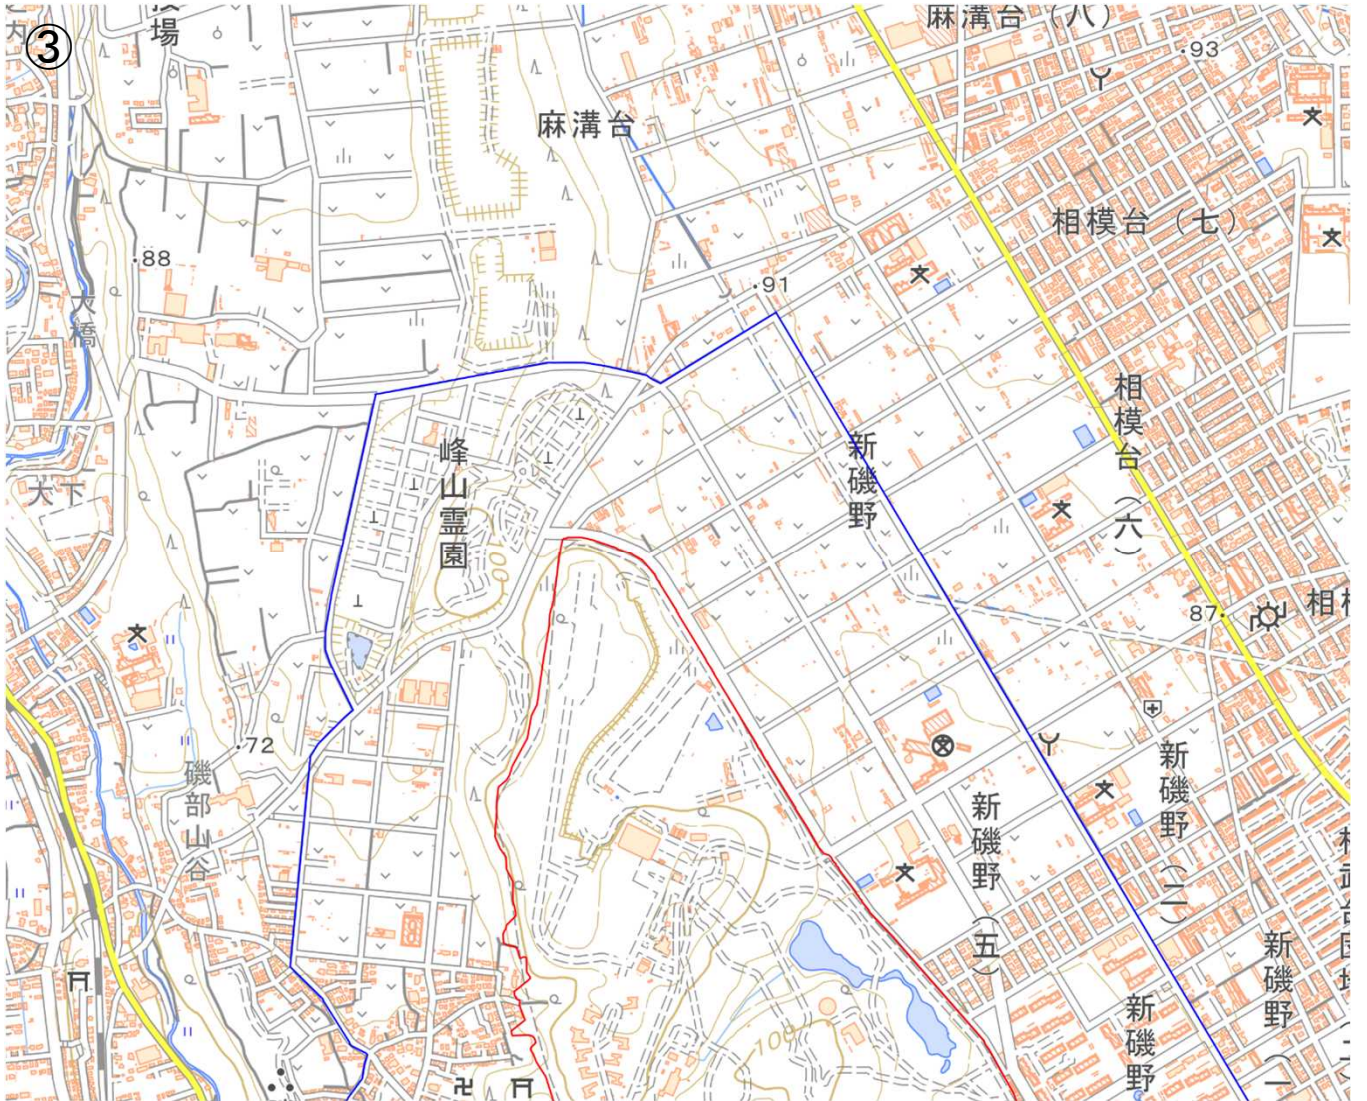 ③
麻溝台（八）
93
麻溝台
相模台（七）
88
91
大橋
相模台（六）
峰山霊園
新磯野
大下
100
87
72
新磯野（二）
磯部山谷
新磯野（五）
新磯野（一
新磯野
100